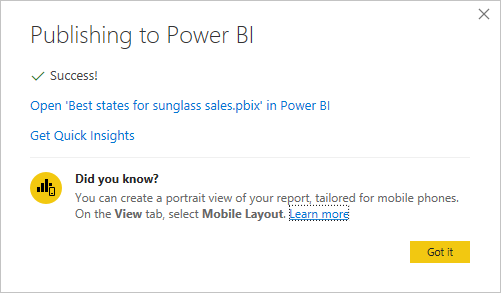 Publishing to Power BI
Success!
Open 'Best states for sunglass sales.pbix' in Power BI
Get Quick Insights
Did you know?
You can create a portrait view of your report, tailored for mobile phones.
On the View tab, select Mobile Layout. Learn more
Got it